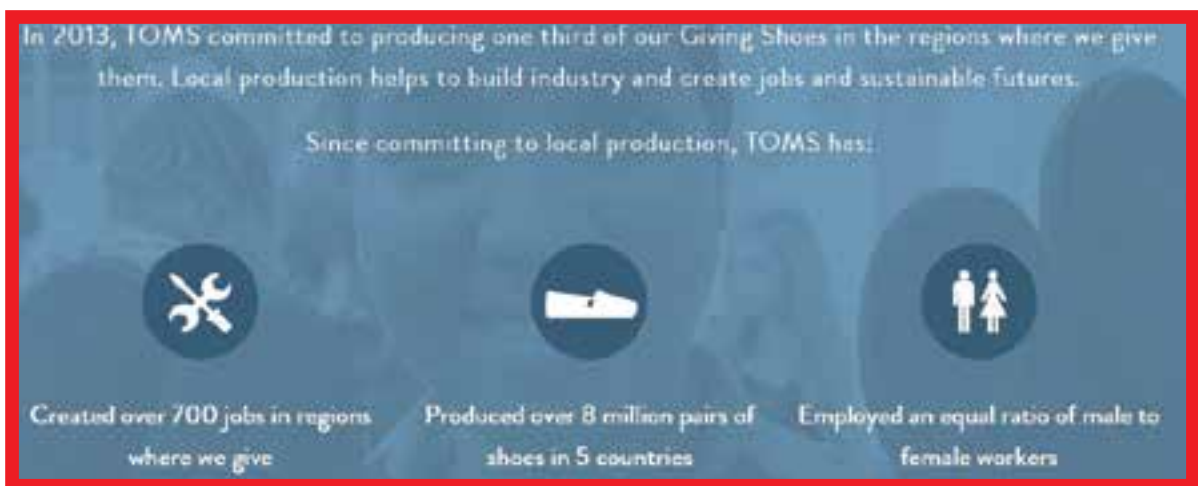 In 2013, TOMS committed to producing one third of our Giving Shoes in the regions where we give
them. Local production helps to build industry and create jobs and sustainable futures.
Since committing to local production, TOMS has:
Created over 700 jobs in regions
where we give
Produced over 8 million pairs of
shoes in 5 countries
Employed an equal ratio of male to
female workers